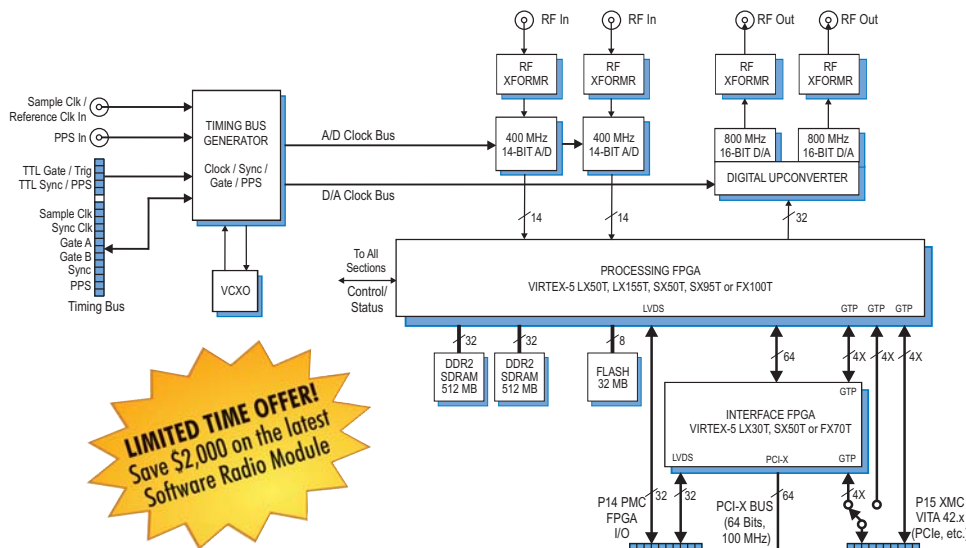 RF In
RF In
RF Out
RF Out
RF
XFORMR
RF
XFORMR
RF
XFORMR
RF
XFORMR
Sample Clk /
Reference Clk In
PPS In
TTL Gate / Trig
TTL Sync / PPS
Sample Clk
Sync Clk
Gate A
Gate B
Sync
PPS
Timing Bus
TIMING BUS
GENERATOR
Clock / Sync /
Gate / PPS
VCXO
A/D Clock Bus
D/A Clock Bus
400 MHz
14-BIT A/D
400 MHz
14-BIT A/D
800 MHz
16-BIT D/A
800 MHz
16-BIT D/A
DIGITAL UPCONVERTER
14
14
32
To All
Sections
Control/
Status
PROCESSING FPGA
VIRTEX-5 LX50T, LX155T, SX50T, SX95T or FX100T
LVDS
GTP
GTP
GTP
32
32
8
64
4X
4X
4X
DDR2
SDRAM
512 MB
DDR2
SDRAM
512 MB
FLASH
32 MB
GTP
INTERFACE FPGA
VIRTEX-5 LX30T, SX50T or FX70T
LVDS
PCI-X
GTP
P14 PMC
FPGA
I/O
32
32
PCI-X BUS
(64 Bits,
100 MHz)
64
4X
P15 XMC
VITA 42.x
(PCIe, etc.)
LIMITED TIME OFFER!
Save $2,000 on the latest
Software Radio Module